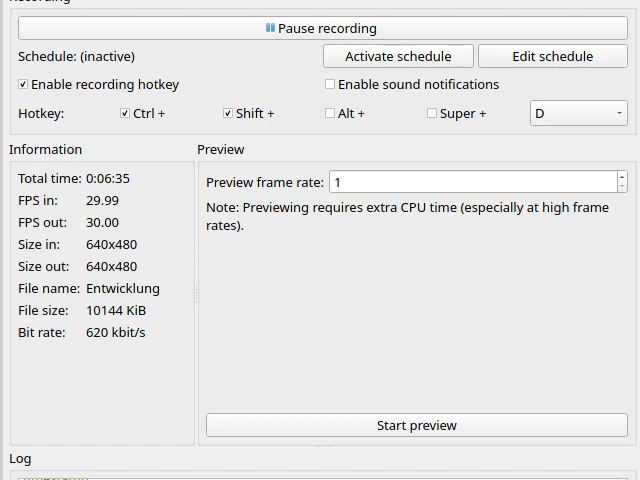 Recording
Pause recording
Schedule: (inactive) Activate schedule Edit schedule
Enable recording hotkey Enable sound notifications
Hotkey: Ctrl + Shift + Alt + Super + D
Information Preview
Total time: 0:06:35
FPS in: 29.99
FPS out: 30.00
Size in: 640x480
Size out: 640x480
File name: Entwicklung
File size: 10144 KiB
Bit rate: 620 kbit/s
Preview frame rate: 1
Note: Previewing requires extra CPU time (especially at high frame
rates).
Start preview
Log